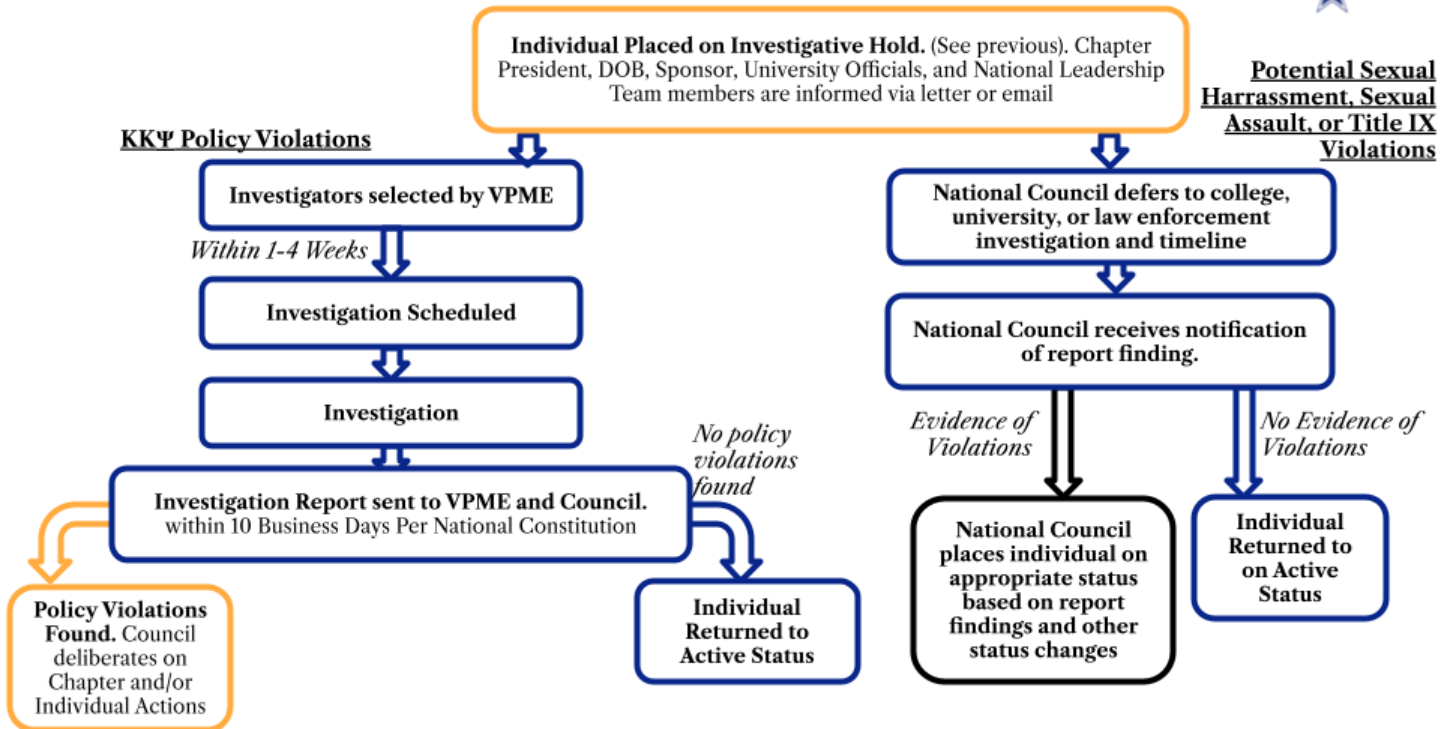 Individual Placed on Investigative Hold. (See previous). Chapter
President, DOB, Sponsor, University Officials, and National Leadership
Team members are informed via letter or email
KKΨ Policy Violations
Investigators selected by VPME
Within 1-4 Weeks
Investigation Scheduled
Investigation
Investigation Report sent to VPME and Council.
within 10 Business Days Per National Constitution
No policy
violations
found
Policy Violations
Found. Council
deliberates on
Chapter and/or
Individual Actions
Individual
Returned to
Active Status
Potential Sexual
Harrassment, Sexual
Assault, or Title IX
Violations
National Council defers to college,
university, or law enforcement
investigation and timeline
National Council receives notification
of report finding.
Evidence of
Violations
No Evidence of
Violations
National Council
places individual on
appropriate status
based on report
findings and other
status changes
Individual
Returned to
on Active
Status